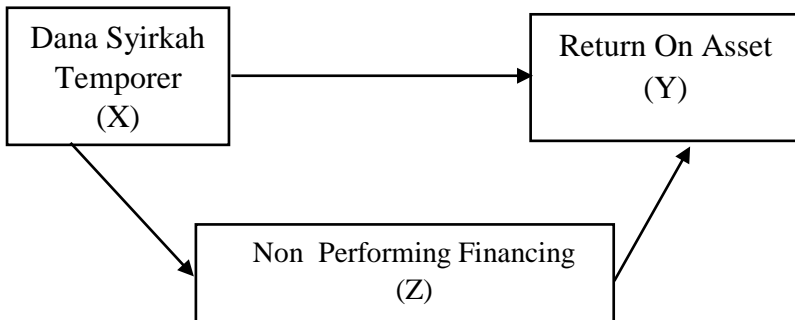 Dana Syirkah
Temporer
(X)
Return On Asset
(Y)
Non Performing Financing
(Z)